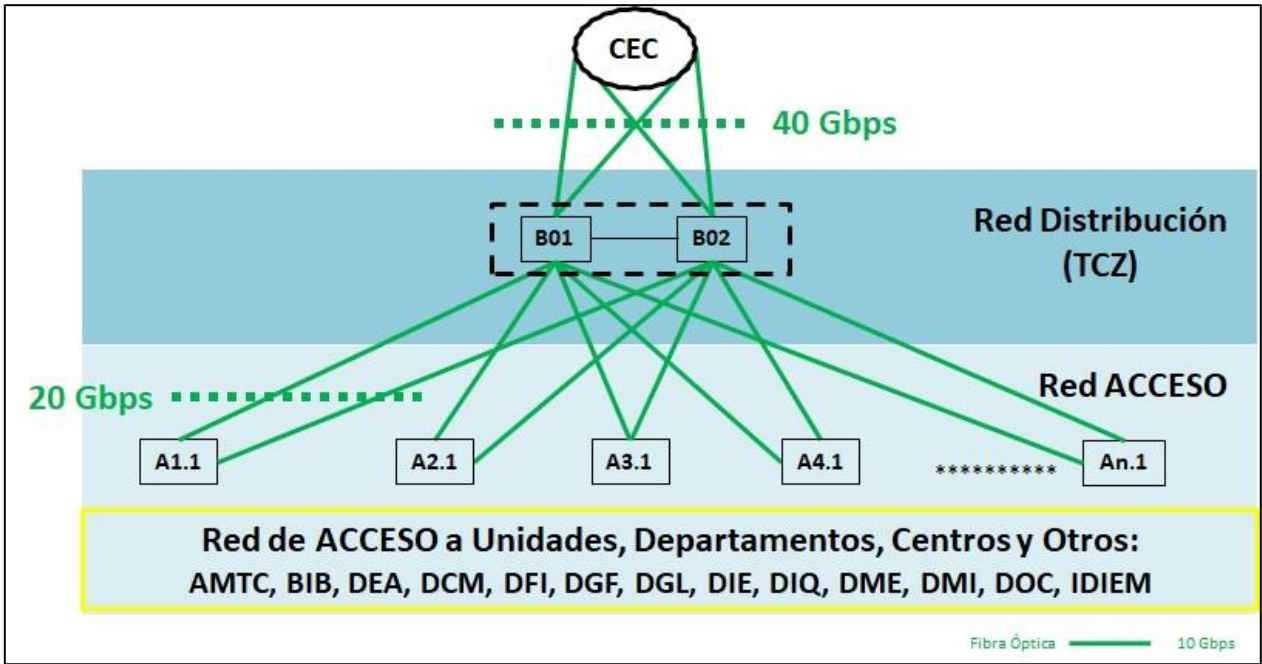 CEC
40 Gbps
Red Distribución
(TCZ)
B01
B02
Red ACCESO
20 Gbps
A1.1
A2.1
A3.1
A4.1
**********
An.1
Red de ACCESO a Unidades, Departamentos, Centros y Otros:
AMTC, BIB, DEA, DCM, DFI, DGF, DGL, DIE, DIQ, DME, DMI, DOC, IDIEM
Fibra Óptica 10 Gbps